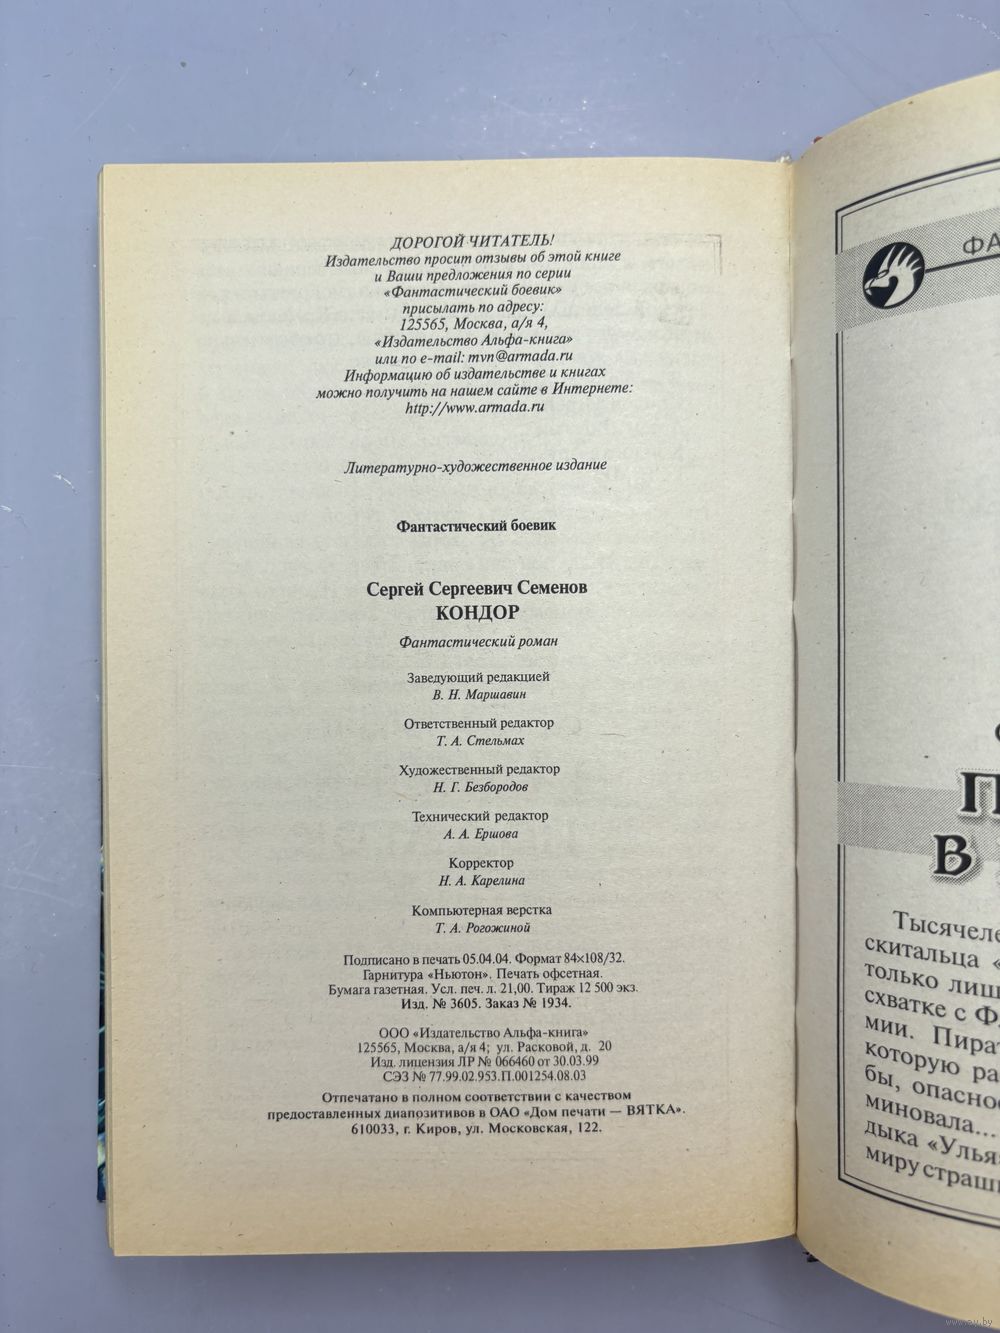 ДОРОГОЙ ЧИТАТЕЛЬ!
Издательство просит отзывы об этой книге
и Ваши предложения по серии
«Фантастический боевик»
присылать по адресу:
125565, Москва, а/я 4,
«Издательство Альфа-книга»
или по e-mail: mvn@armada.ru
Информацию об издательстве и книгах
можно получить на нашем сайте в Интернете:
http://www.armada.ru
Литературно-художественное издание
Фантастический боевик
Сергей Сергеевич Семенов
КОНДОР
Фантастический роман
Заведующий редакцией
В. Н. Маршавин
Ответственный редактор
Т. А. Стельмах
Художественный редактор
Н. Г. Безбородов
Технический редактор
А. А. Ершова
Корректор
Н. А. Карелина
Компьютерная верстка
Т. А. Рогожиной
Подписано в печать 05.04.04. Формат 84×108/32.
Гарнитура «Ньютон». Печать офсетная.
Бумага газетная. Усл. печ. л. 21,00. Тираж 12 500 экз.
Изд. № 3605. Заказ № 1934.
ООО «Издательство Альфа-книга»
125565, Москва, а/я 4; ул. Расковой, д. 20
Изд. лицензия ЛР № 066460 от 30.03.99
СЭЗ № 77.99.02.953.П.001254.08.03
Отпечатано в полном соответствии с качеством
предоставленных диапозитивов в ОАО «Дом печати — ВЯТКА».
610033, г. Киров, ул. Московская, 122.
ФА
П
В
Тысячеле
скитальца «
только лиш
схватке с Ф
мии. Пират
которую ра
бы, опасно
миновала...
дыка «Улья
миру страш
www.ay.by